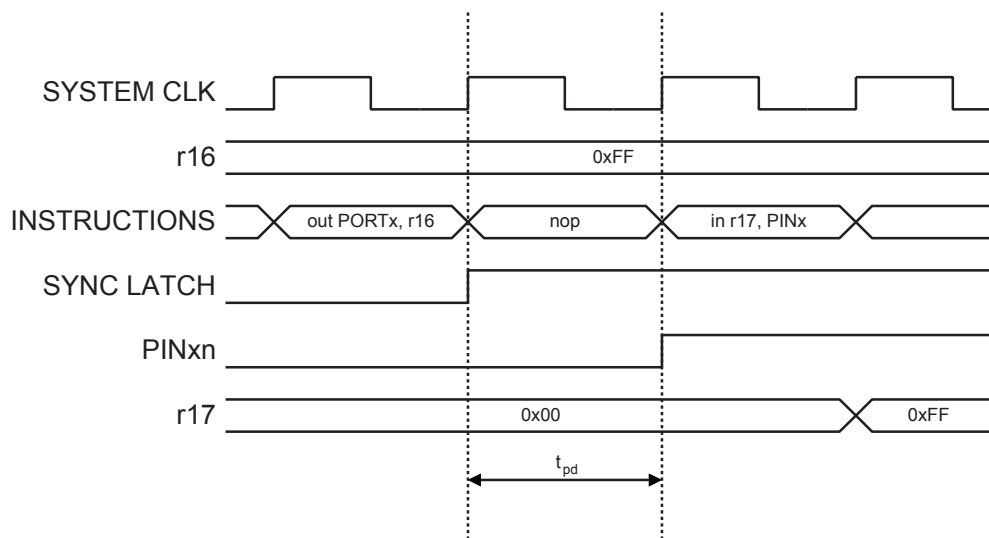 SYSTEM CLK
r16
0xFF
INSTRUCTIONS
out PORTx, r16
nop
in r17, PINx
SYNC LATCH
PINxn
r17
0x00
0xFF
tpd